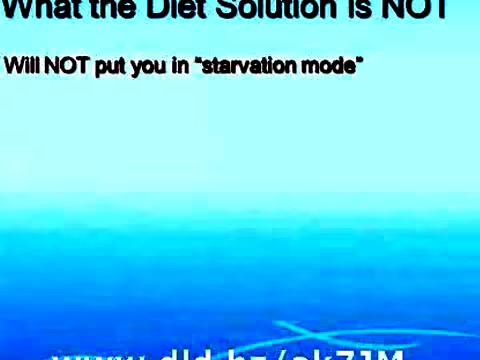 What the Diet Solution Is NOT
Will NOT put you in "starvation mode"